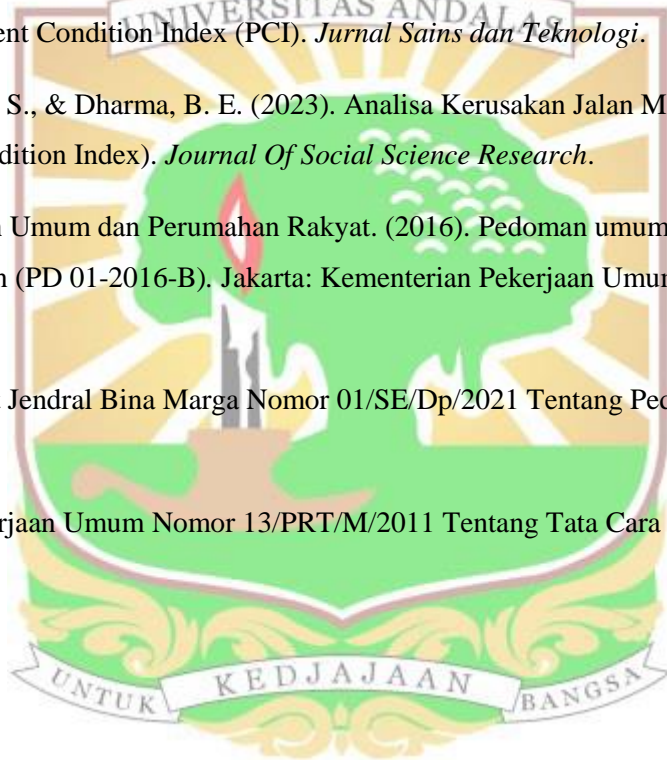 UNIVERSITAS ANDALAS
ent Condition Index (PCI). Jurnal Sains dan Teknologi.
S., & Dharma, B. E. (2023). Analisa Kerusakan Jalan M
dition Index). Journal Of Social Science Research.
n Umum dan Perumahan Rakyat. (2016). Pedoman umum
n (PD 01-2016-B). Jakarta: Kementerian Pekerjaan Umum
Jendral Bina Marga Nomor 01/SE/Dp/2021 Tentang Ped
rjaan Umum Nomor 13/PRT/M/2011 Tentang Tata Cara
UNTUK KEDJAJAAN BANGSA